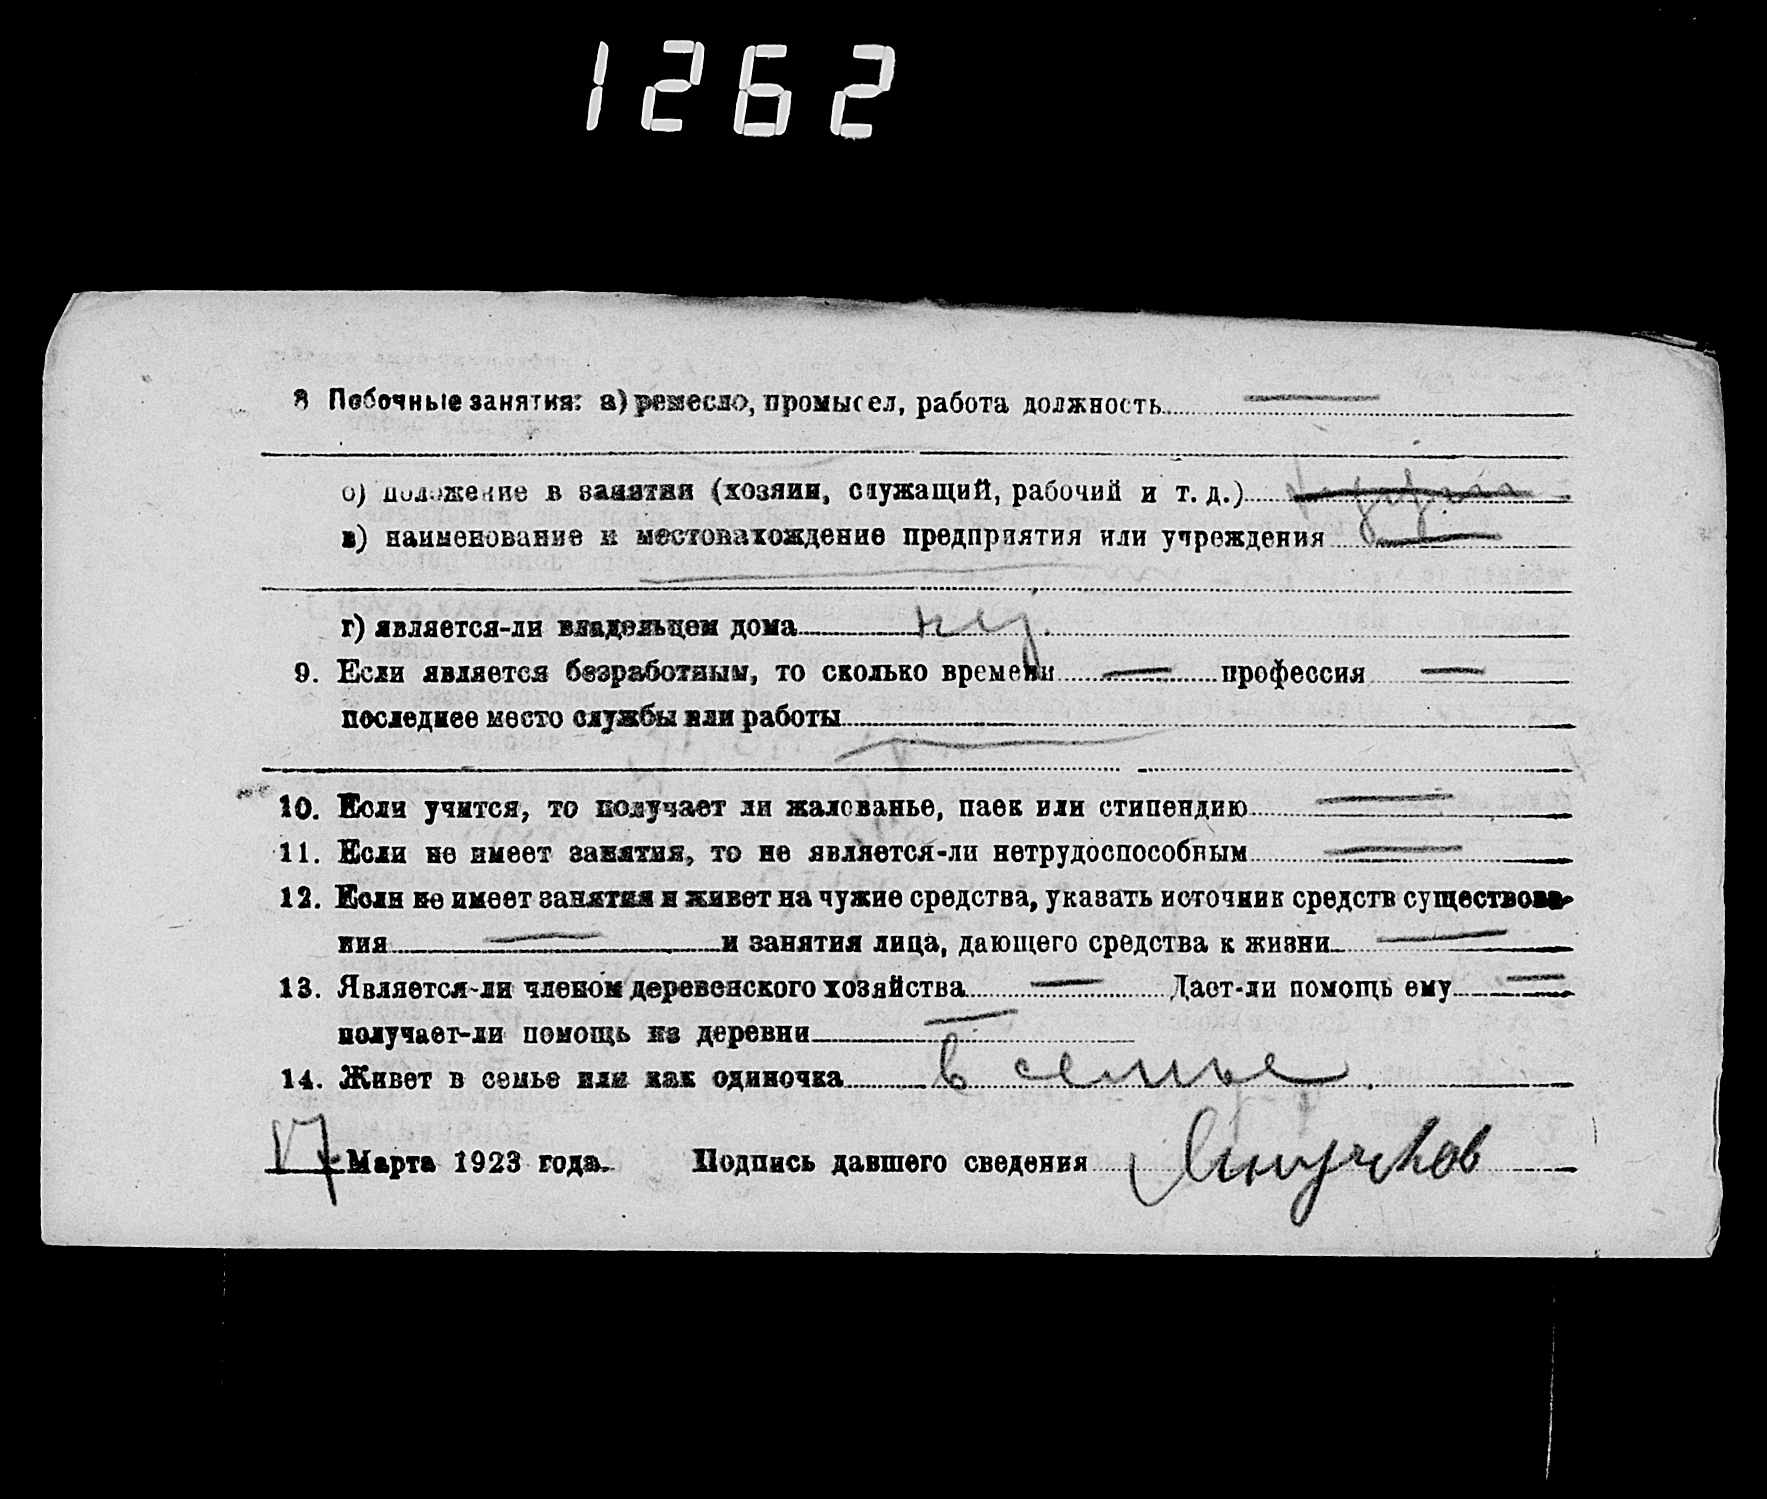 1262
8 Побочные занятия: а) ремесло, промысел, работа должность
б) положение в занятии (хозяин, служащий, рабочий и т. д.)
в) наименование и местонахождение предприятия или учреждения
г) является-ли владельцем дома нет
9. Если является безработным, то сколько времени — профессия —
последнее место службы или работы
10. Если учится, то получает ли жалованье, паек или стипендию —
11. Если не имеет занятия, то не является-ли нетрудоспособным —
12. Если не имеет занятия и живет на чужие средства, указать источник средств существова-
ния — и занятия лица, дающего средства к жизни —
13. Является-ли членом деревенского хозяйства — Дает-ли помощь ему —
получает-ли помощь из деревни —
14. Живет в семье или как одиночка в семье
17 Марта 1923 года. Подпись давшего сведения